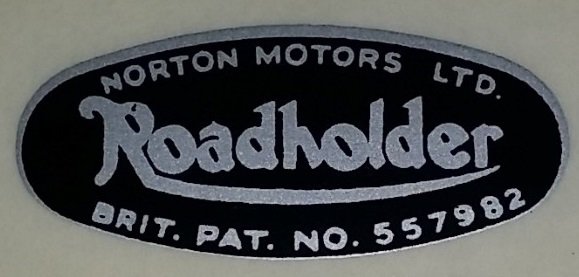 NORTON MOTORS LTD.
Roadholder
BRIT. PAT. NO. 557982